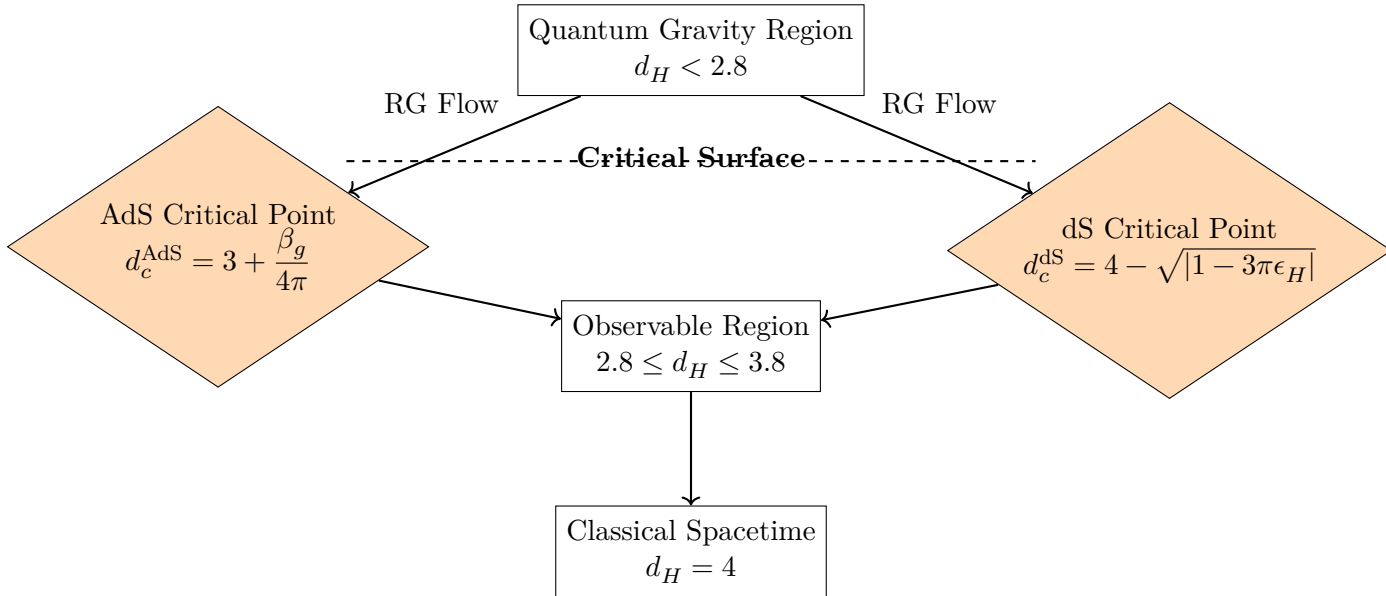 Quantum Gravity Region
d_H < 2.8
RG Flow
RG Flow
Critical Surface
AdS Critical Point
d_c^{AdS} = 3 + \frac{β_g}{4π}
dS Critical Point
d_c^{dS} = 4 − \sqrt{|1 − 3πϵ_H|}
Observable Region
2.8 ≤ d_H ≤ 3.8
Classical Spacetime
d_H = 4